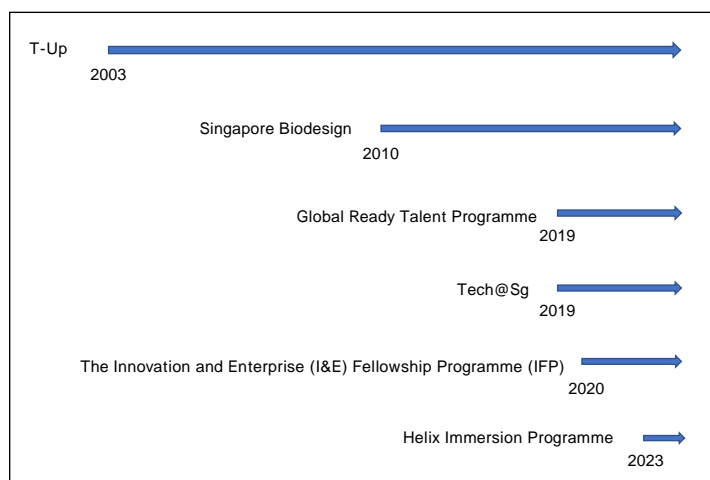 T-Up
2003
Singapore Biodesign
2010
Global Ready Talent Programme
2019
Tech@Sg
2019
The Innovation and Enterprise (I&E) Fellowship Programme (IFP)
2020
Helix Immersion Programme
2023